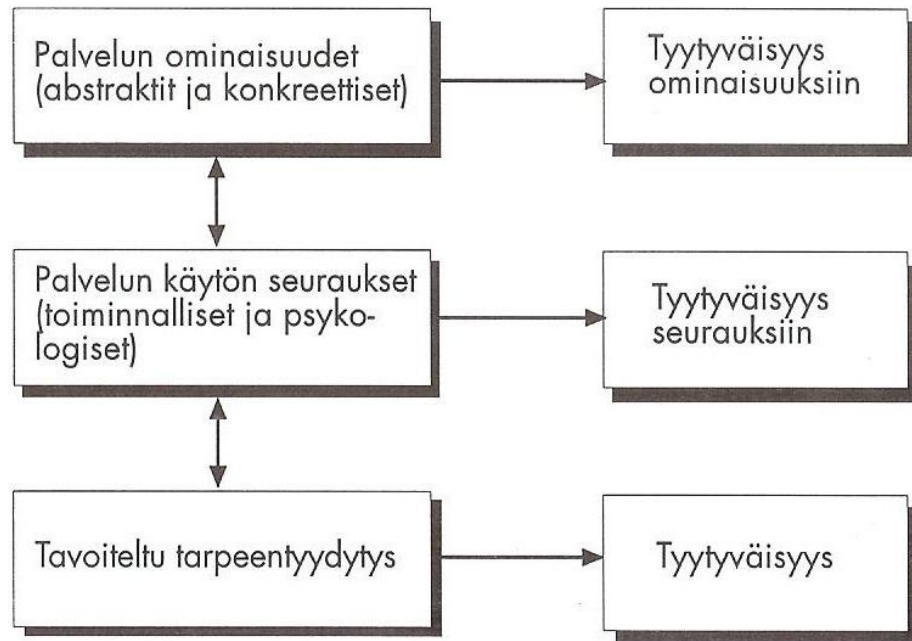 Palvelun ominaisuudet
(abstraktit ja konkreettiset)
Tyytyväisyys
ominaisuuksiin
Palvelun käytön seuraukset
(toiminnalliset ja psyko-
logiset)
Tyytyväisyys
seurauksiin
Tavoiteltu tarpeentyydytys
Tyytyväisyys